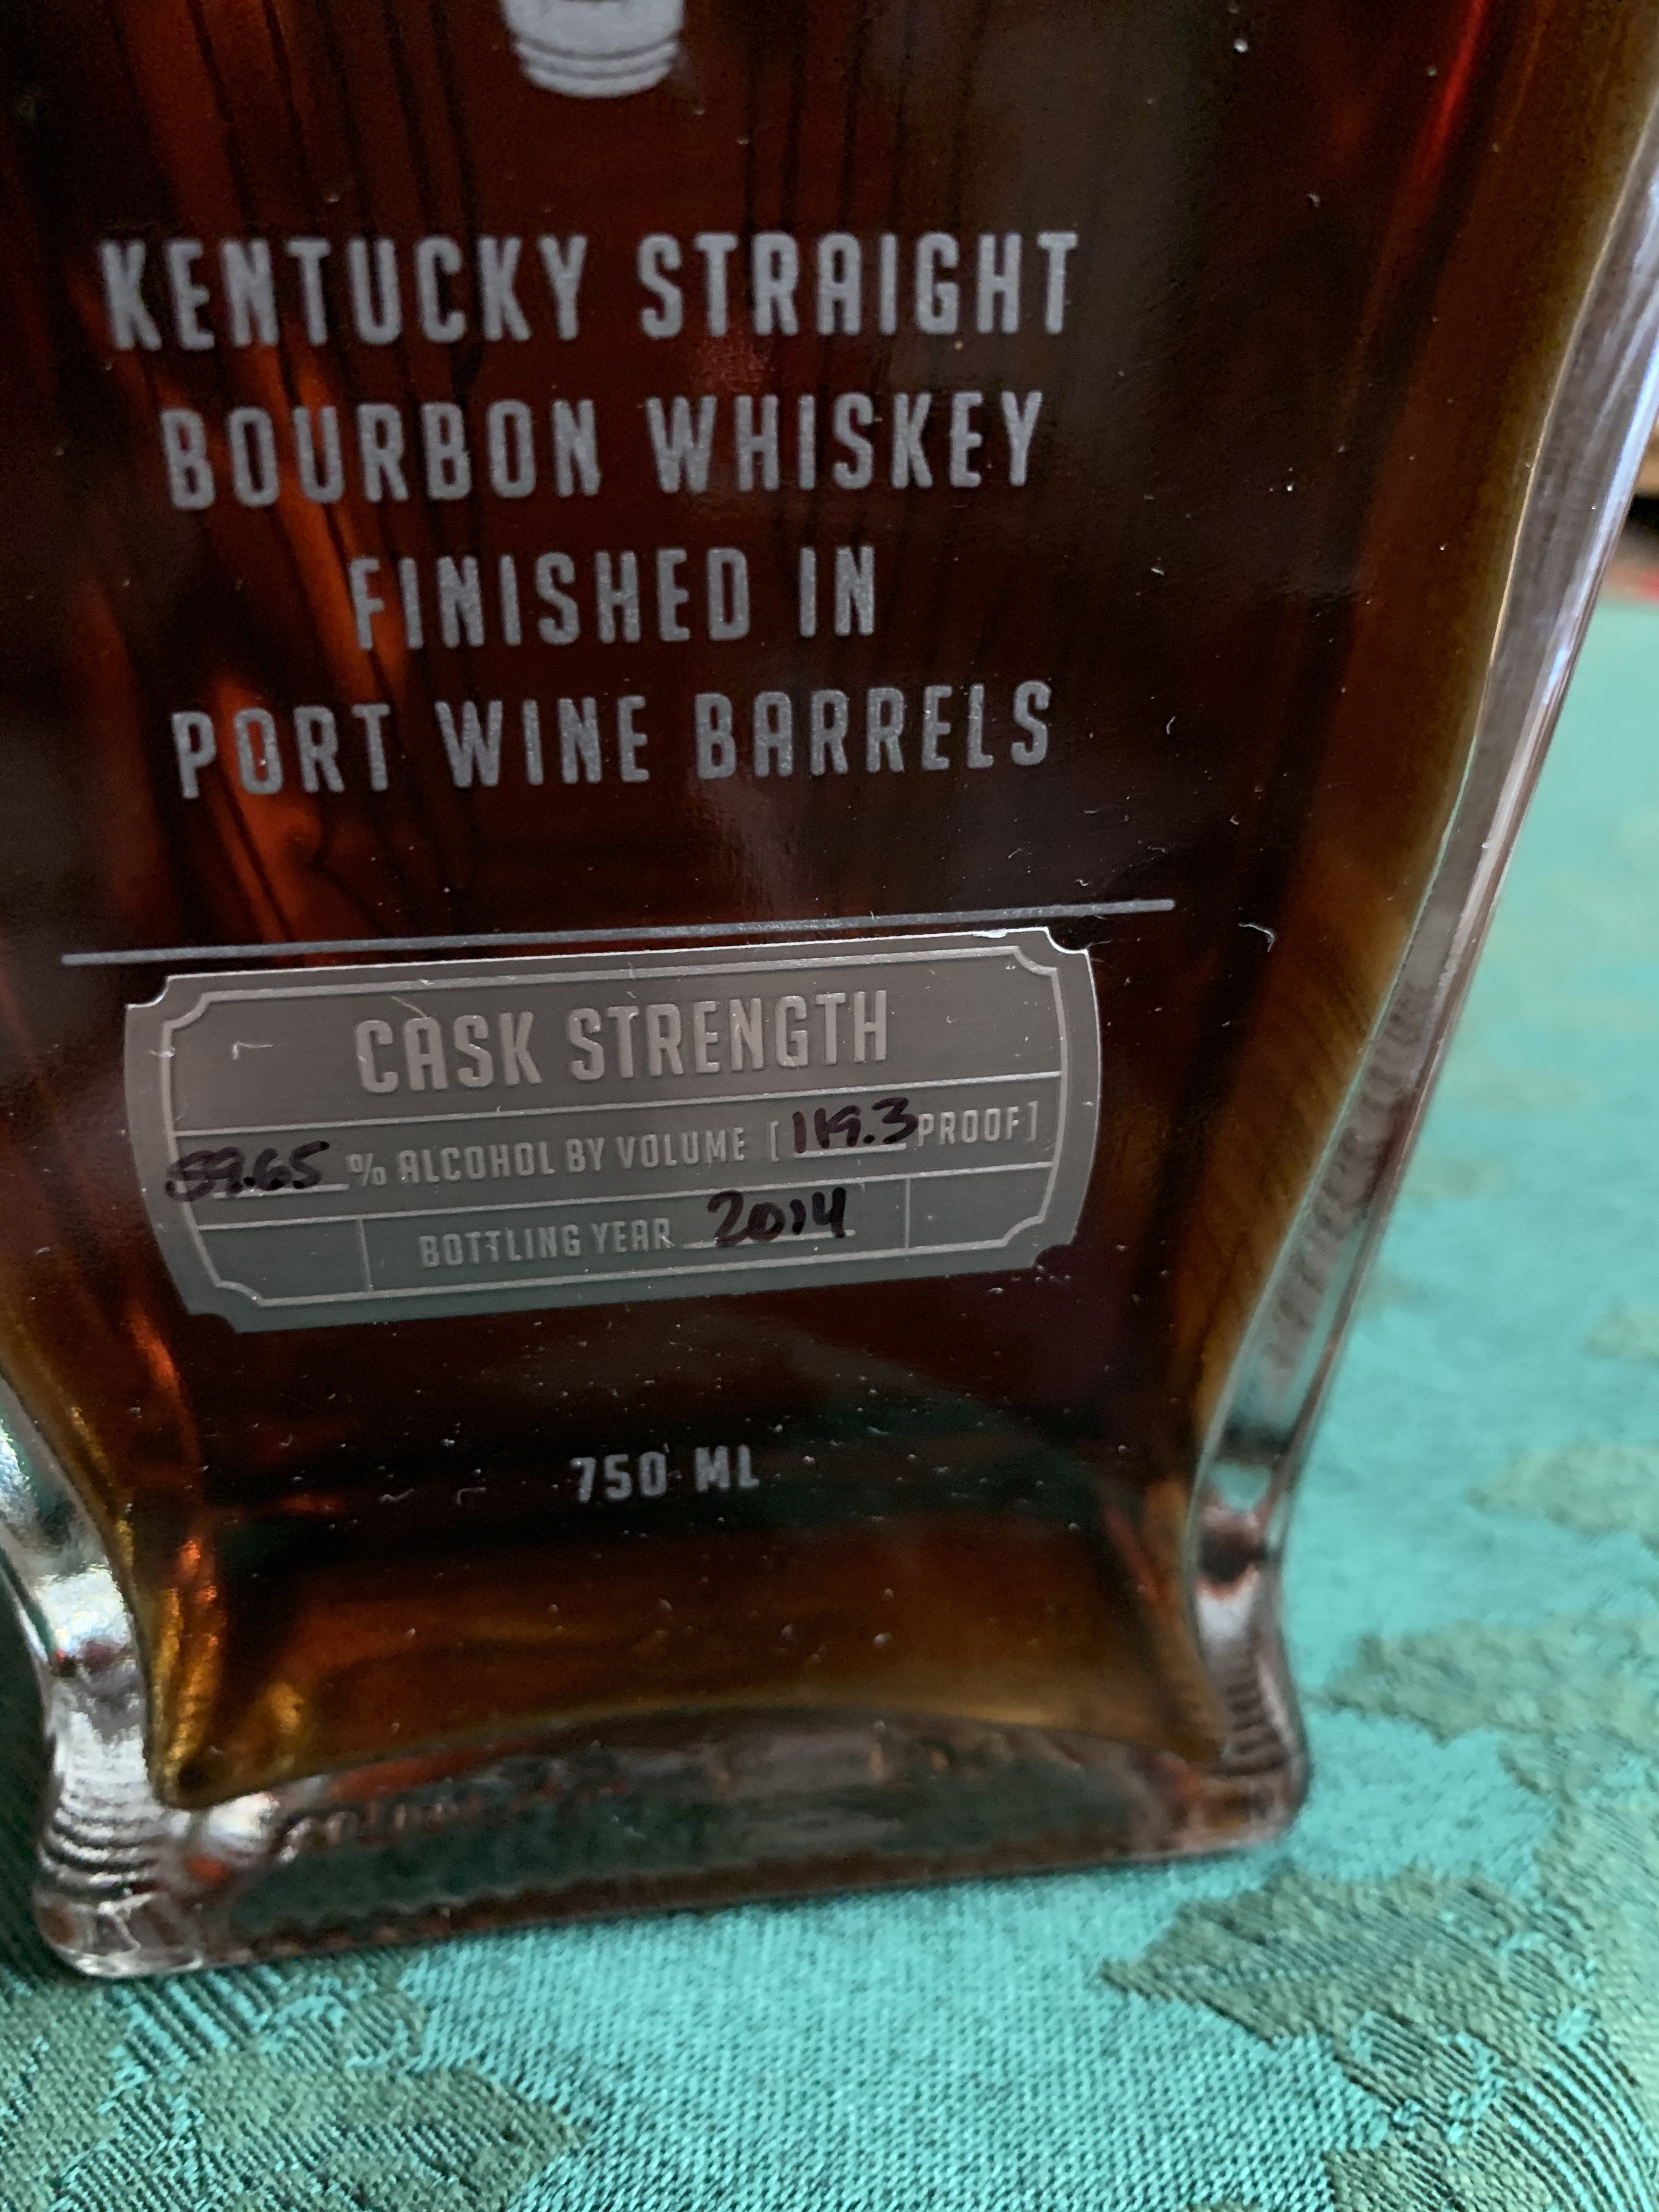 KENTUCKY STRAIGHT
BOURBON WHISKEY
FINISHED IN
PORT WINE BARRELS
CASK STRENGTH
59.65 % ALCOHOL BY VOLUME [ 119.3 PROOF ]
BOTTLING YEAR 2014
750 ML